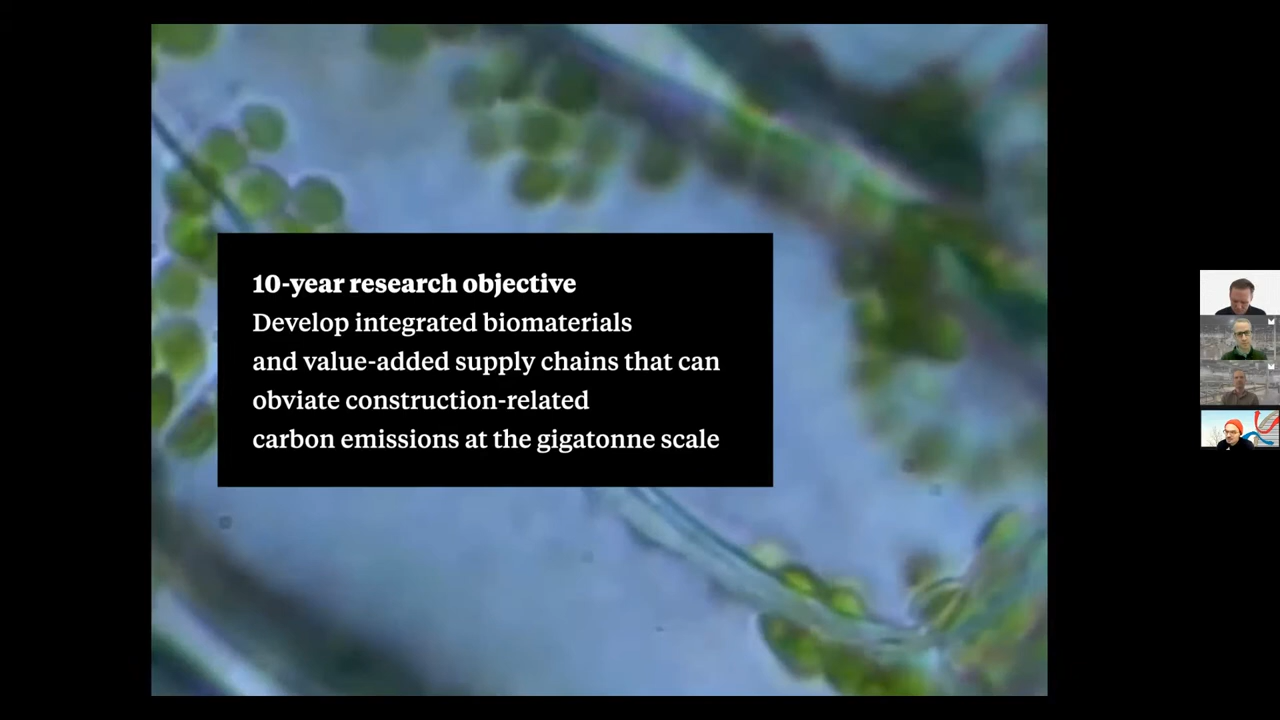 10-year research objective
Develop integrated biomaterials
and value-added supply chains that can
obviate construction-related
carbon emissions at the gigatonne scale